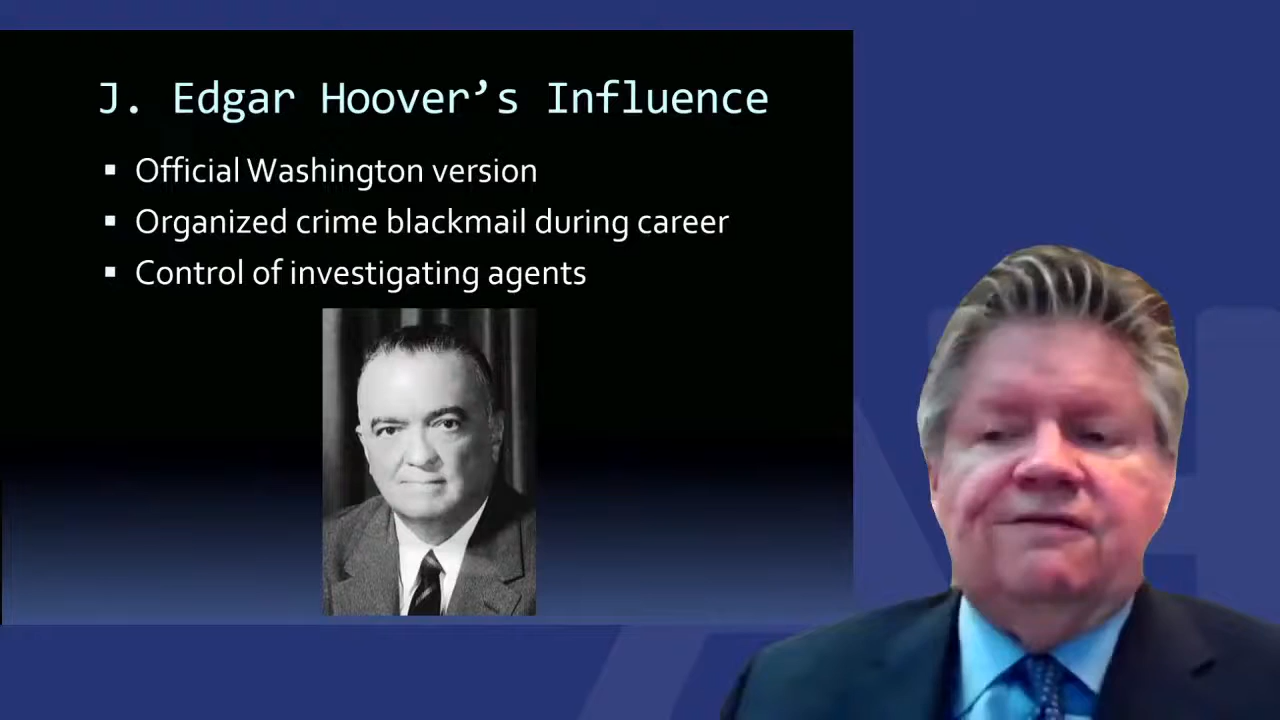 J. Edgar Hoover’s Influence
▪ Official Washington version
▪ Organized crime blackmail during career
▪ Control of investigating agents